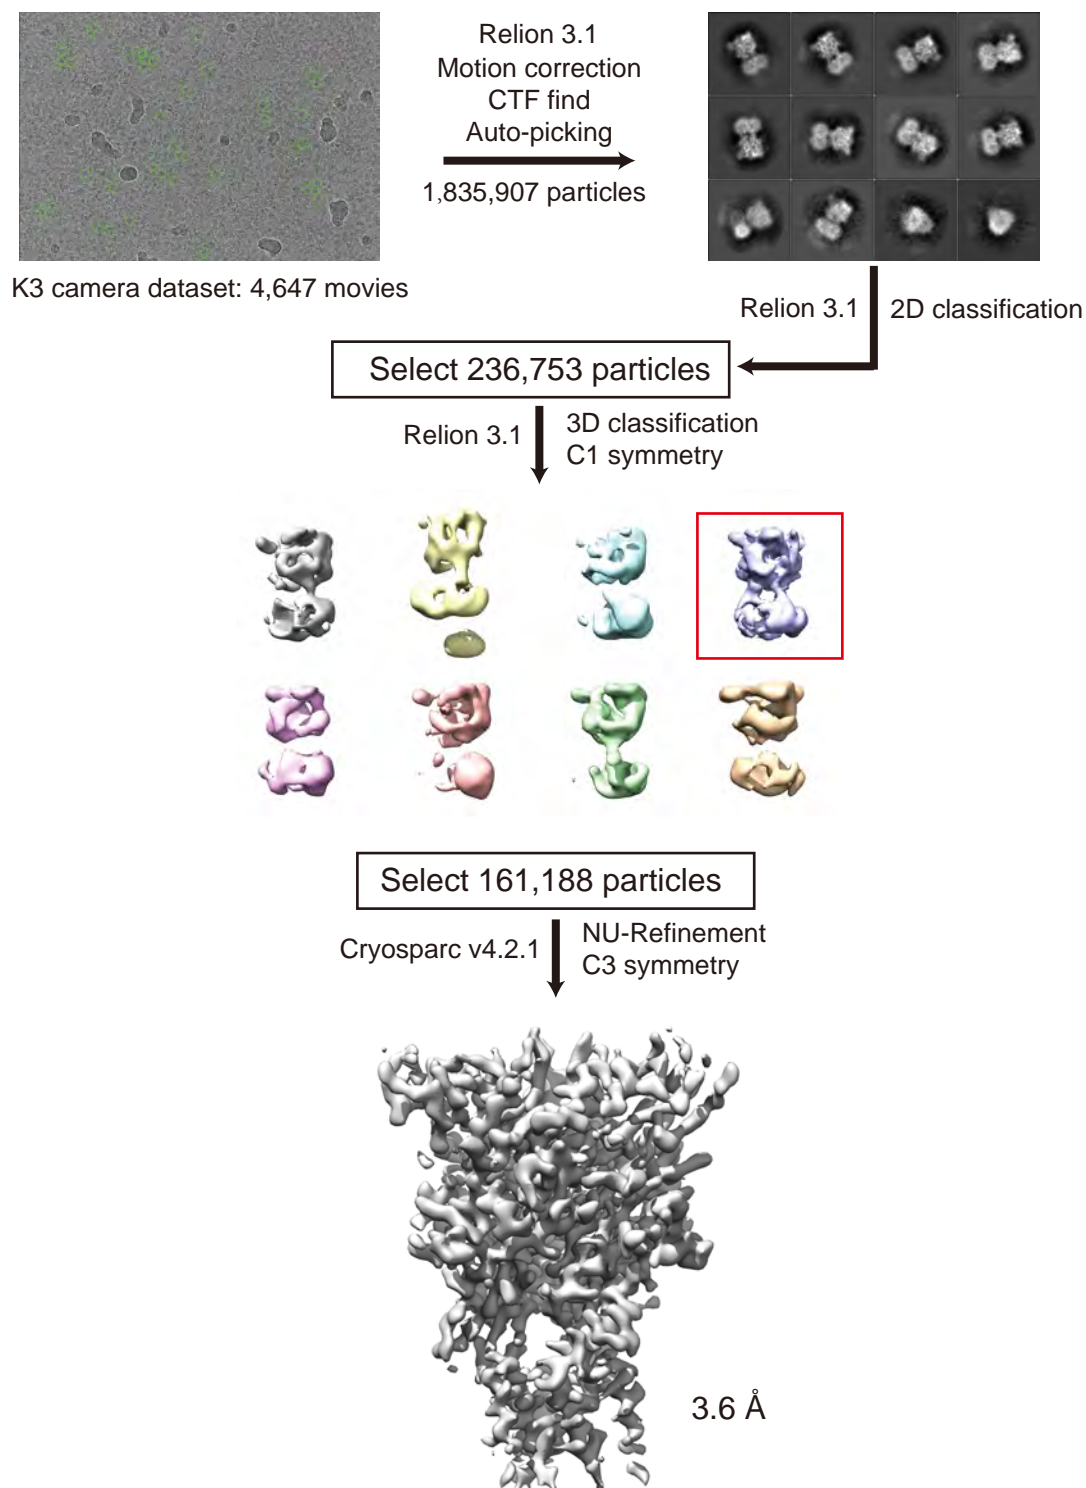 Relion 3.1
Motion correction
CTF find
Auto-picking
1,835,907 particles
K3 camera dataset: 4,647 movies
Relion 3.1
2D classification
Select 236,753 particles
Relion 3.1
3D classification
C1 symmetry
Select 161,188 particles
Cryosparc v4.2.1
NU-Refinement
C3 symmetry
3.6 Å